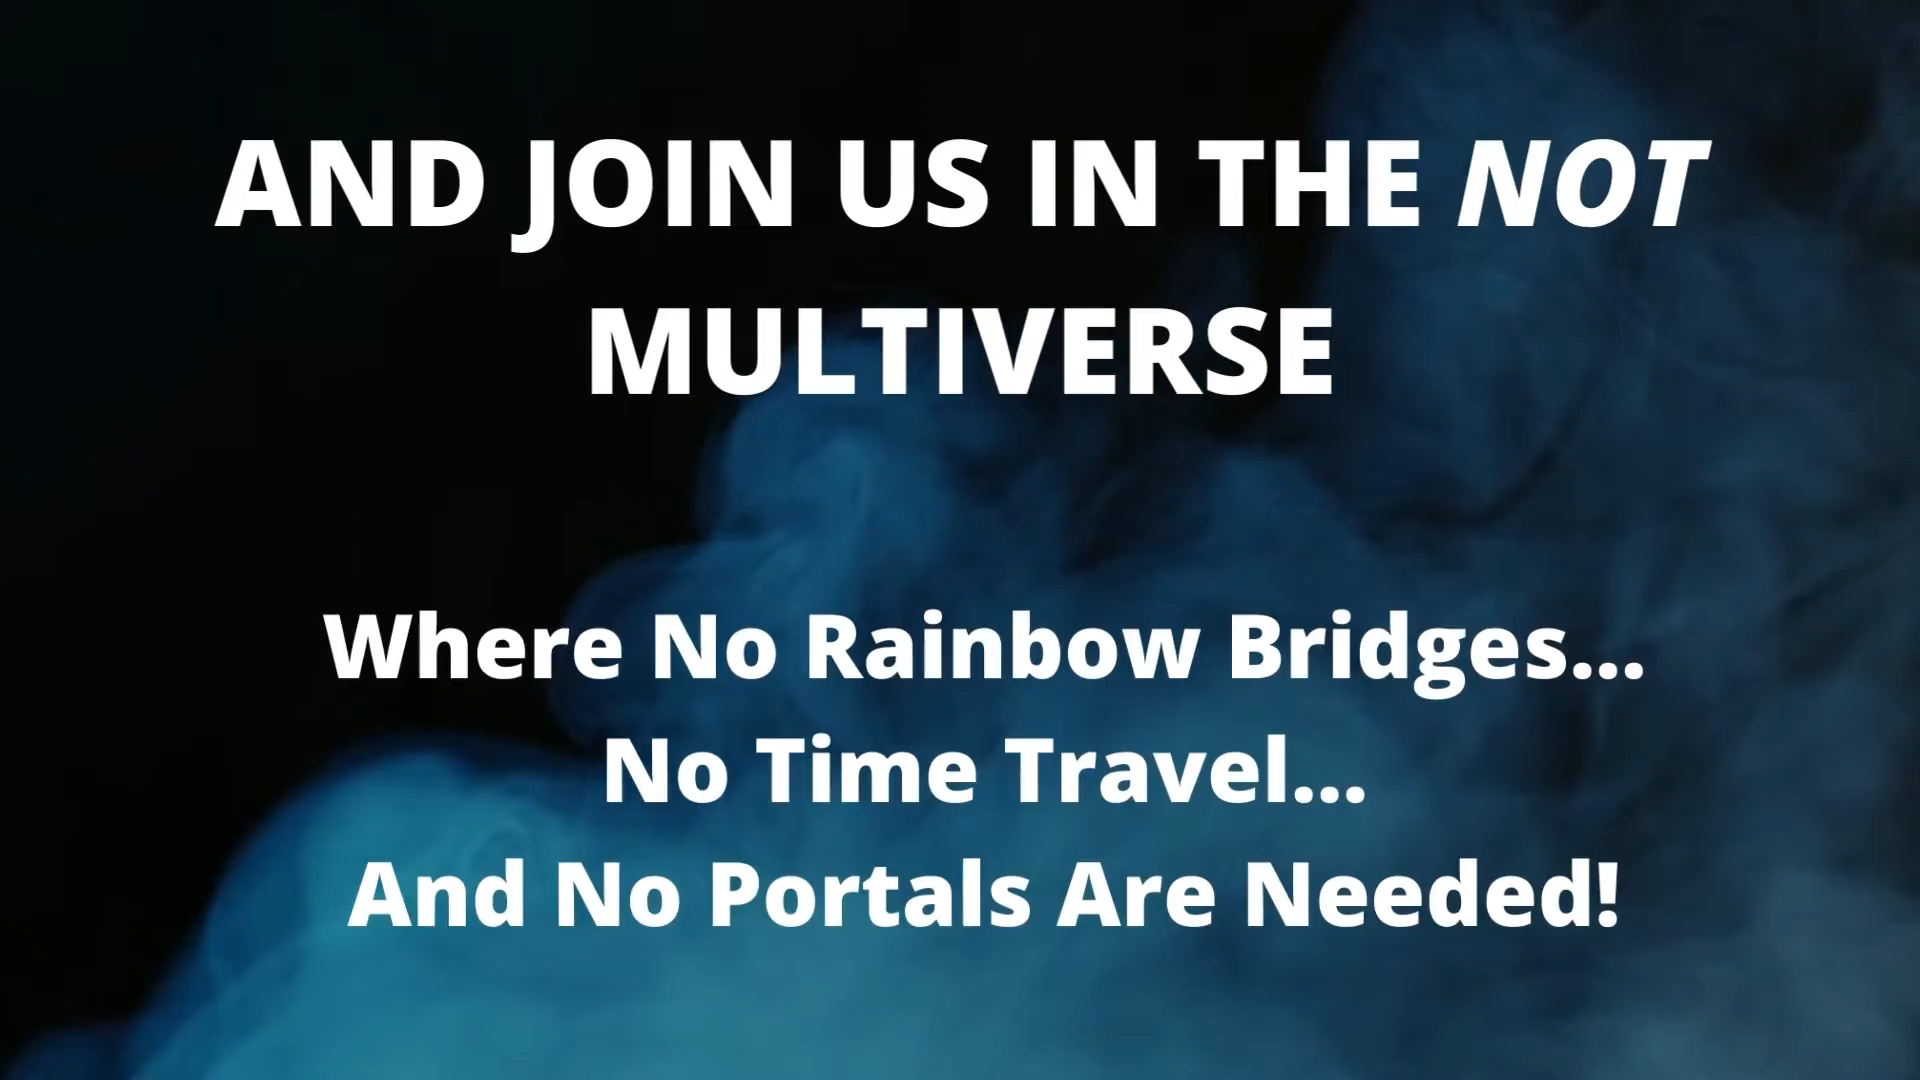 AND JOIN US IN THE NOT
MULTIVERSE
Where No Rainbow Bridges...
No Time Travel...
And No Portals Are Needed!